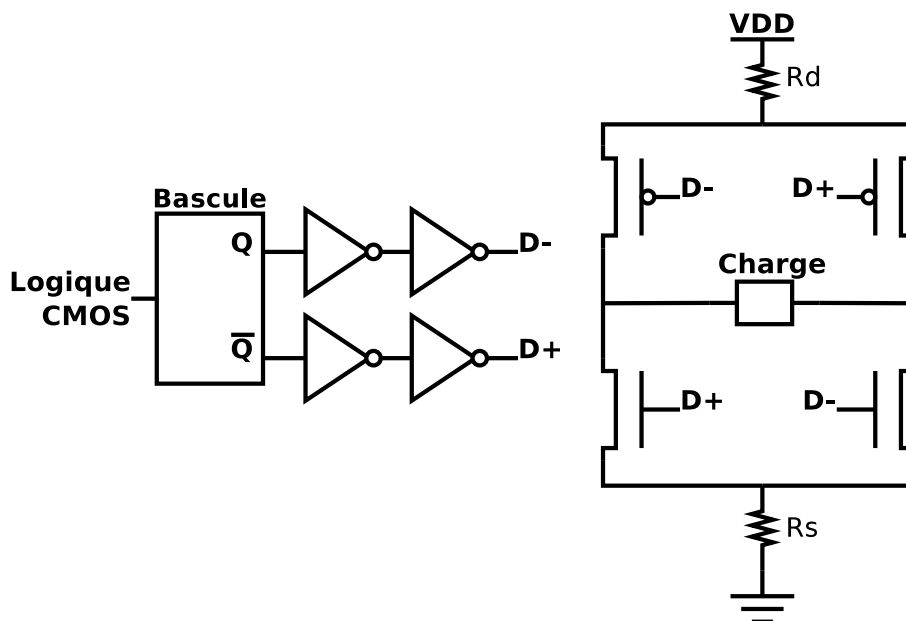 VDD
Rd
Bascule
D-
D+
Q
D-
Charge
Logique
CMOS
Q̅
D+
D+
D-
Rs